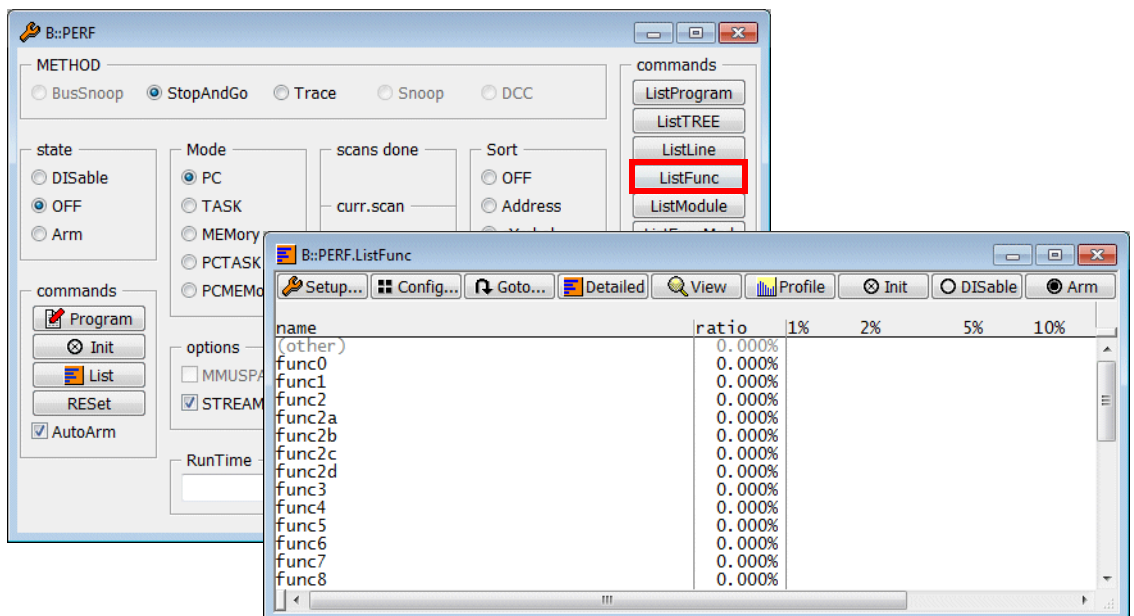 B::PERF
METHOD
BusSnoop StopAndGo Trace Snoop DCC
state
DISable
OFF
Arm
commands
Program
Init
List
RESet
AutoArm
Mode
PC
TASK
MEMory
PCTASK
options
STREAM
RunTime
scans done
curr.scan
Sort
OFF
Address
commands
ListProgram
ListTREE
ListLine
ListFunc
ListModule
B::PERF.ListFunc
Setup... Config... Goto... Detailed View Profile Init DISable Arm
name ratio 1% 2% 5% 10%
(other) 0.000%
func0 0.000%
func1 0.000%
func2 0.000%
func2a 0.000%
func2b 0.000%
func2c 0.000%
func2d 0.000%
func3 0.000%
func4 0.000%
func5 0.000%
func6 0.000%
func7 0.000%
func8 0.000%